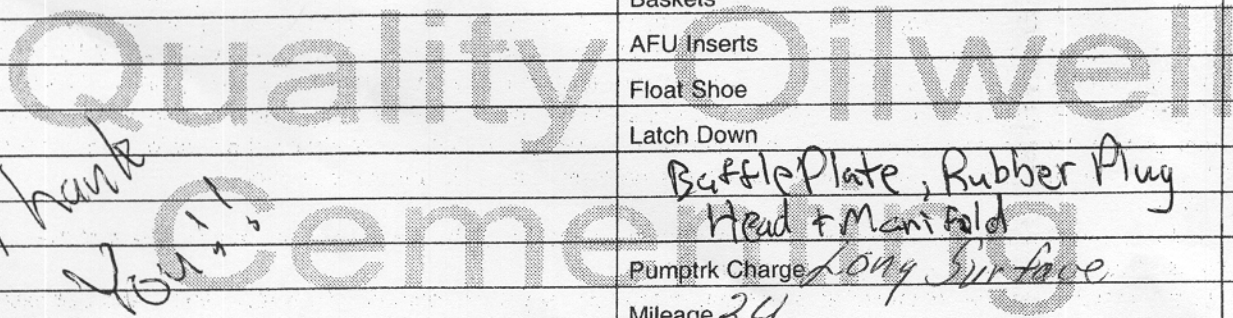 Baskets
AFU Inserts
Float Shoe
Latch Down
Baffle Plate, Rubber Plug
Head + Manifold
Pumptrk Charge Long Surface
Mileage 24
Thank
You!!
Quality Oilwell
Cementing